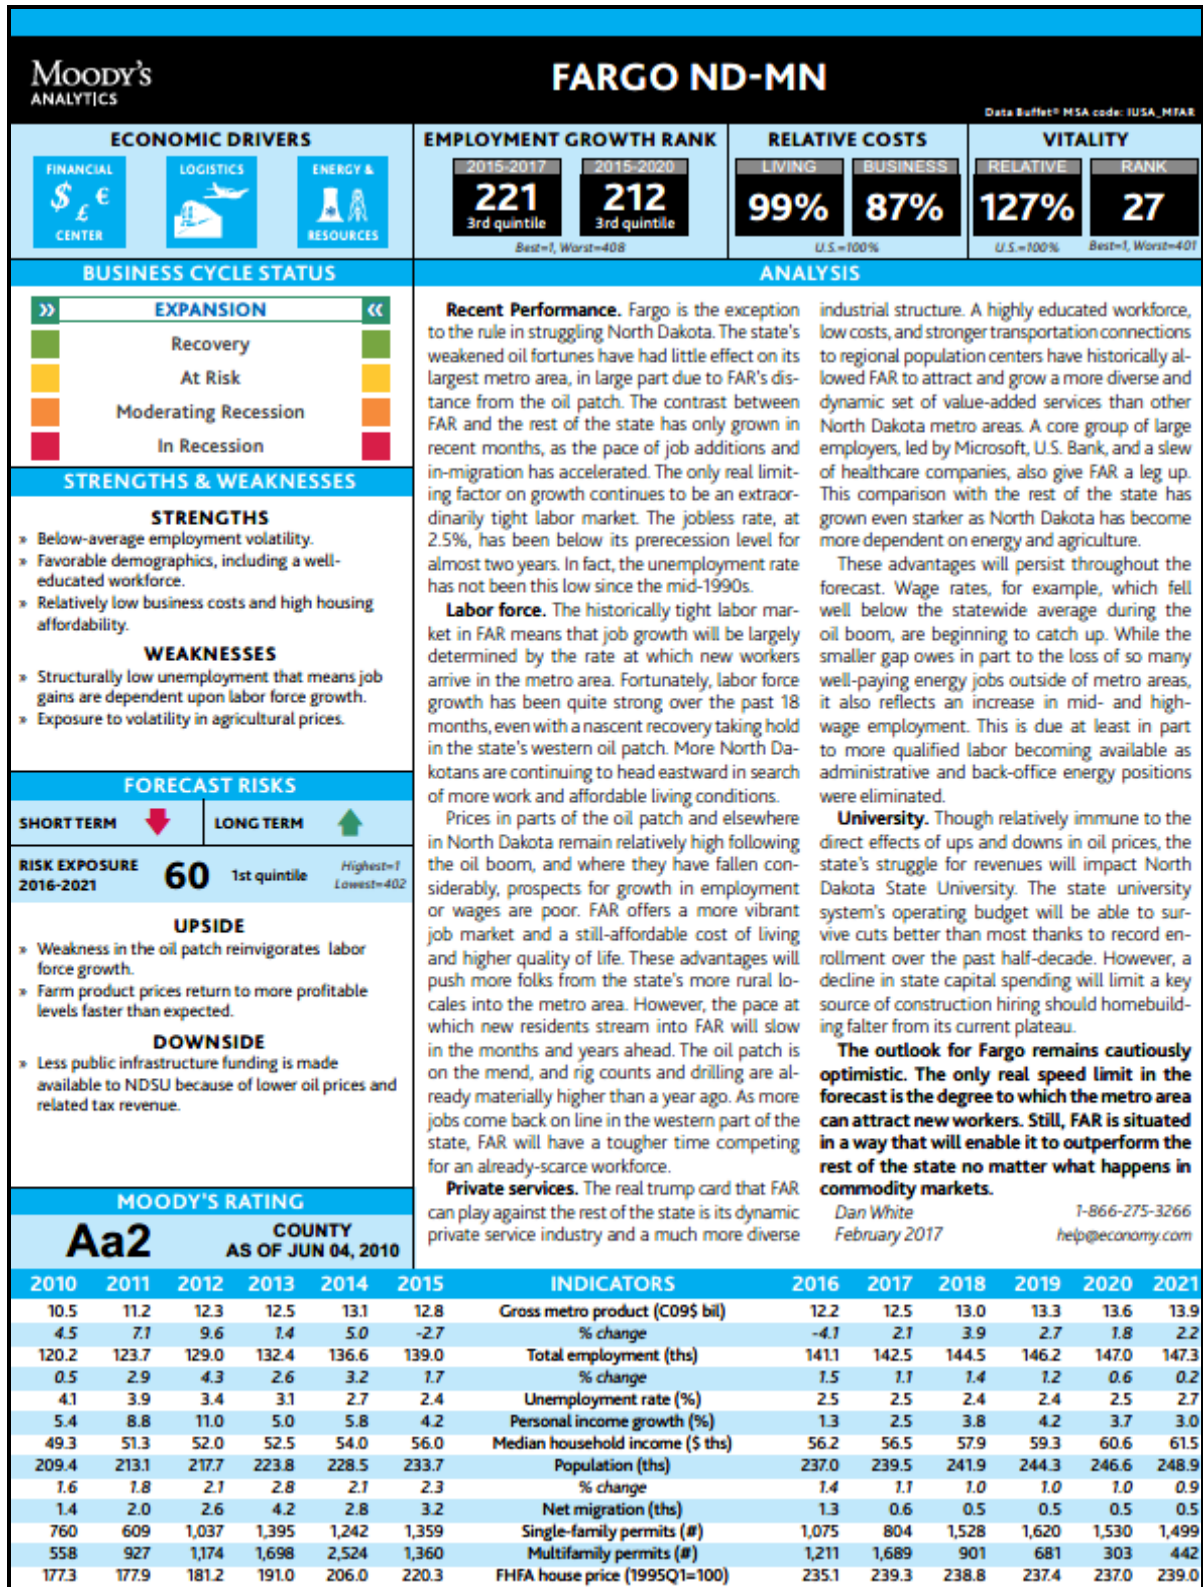 MOODY'S
ANALYTICS
FARGO ND-MN
Data Buffet® MSA code: IUSA_MFAR
ECONOMIC DRIVERS
FINANCIAL
$ £ €
CENTER
LOGISTICS
ENERGY &
RESOURCES
EMPLOYMENT GROWTH RANK
2015-2017
221
3rd quintile
2015-2020
212
3rd quintile
Best=1, Worst=408
RELATIVE COSTS
LIVING
99%
BUSINESS
87%
U.S.=100%
VITALITY
RELATIVE
127%
U.S.=100%
RANK
27
Best=1, Worst=401
BUSINESS CYCLE STATUS
» EXPANSION «
Recovery
At Risk
Moderating Recession
In Recession
STRENGTHS & WEAKNESSES
STRENGTHS
» Below-average employment volatility.
» Favorable demographics, including a well-
educated workforce.
» Relatively low business costs and high housing
affordability.
WEAKNESSES
» Structurally low unemployment that means job
gains are dependent upon labor force growth.
» Exposure to volatility in agricultural prices.
FORECAST RISKS
SHORT TERM
LONG TERM
RISK EXPOSURE
2016-2021
60
1st quintile
Highest=1
Lowest=402
UPSIDE
» Weakness in the oil patch reinvigorates labor
force growth.
» Farm product prices return to more profitable
levels faster than expected.
DOWNSIDE
» Less public infrastructure funding is made
available to NDSU because of lower oil prices and
related tax revenue.
MOODY'S RATING
Aa2
COUNTY
AS OF JUN 04, 2010
ANALYSIS
Recent Performance. Fargo is the exception
to the rule in struggling North Dakota. The state's
weakened oil fortunes have had little effect on its
largest metro area, in large part due to FAR's dis-
tance from the oil patch. The contrast between
FAR and the rest of the state has only grown in
recent months, as the pace of job additions and
in-migration has accelerated. The only real limit-
ing factor on growth continues to be an extraor-
dinarily tight labor market. The jobless rate, at
2.5%, has been below its prerecession level for
almost two years. In fact, the unemployment rate
has not been this low since the mid-1990s.
Labor force. The historically tight labor mar-
ket in FAR means that job growth will be largely
determined by the rate at which new workers
arrive in the metro area. Fortunately, labor force
growth has been quite strong over the past 18
months, even with a nascent recovery taking hold
in the state's western oil patch. More North Da-
kotans are continuing to head eastward in search
of more work and affordable living conditions.
Prices in parts of the oil patch and elsewhere
in North Dakota remain relatively high following
the oil boom, and where they have fallen con-
siderably, prospects for growth in employment
or wages are poor. FAR offers a more vibrant
job market and a still-affordable cost of living
and higher quality of life. These advantages will
push more folks from the state's more rural lo-
cales into the metro area. However, the pace at
which new residents stream into FAR will slow
in the months and years ahead. The oil patch is
on the mend, and rig counts and drilling are al-
ready materially higher than a year ago. As more
jobs come back on line in the western part of the
state, FAR will have a tougher time competing
for an already-scarce workforce.
Private services. The real trump card that FAR
can play against the rest of the state is its dynamic
private service industry and a much more diverse
industrial structure. A highly educated workforce,
low costs, and stronger transportation connections
to regional population centers have historically al-
lowed FAR to attract and grow a more diverse and
dynamic set of value-added services than other
North Dakota metro areas. A core group of large
employers, led by Microsoft, U.S. Bank, and a slew
of healthcare companies, also give FAR a leg up.
This comparison with the rest of the state has
grown even starker as North Dakota has become
more dependent on energy and agriculture.
These advantages will persist throughout the
forecast. Wage rates, for example, which fell
well below the statewide average during the
oil boom, are beginning to catch up. While the
smaller gap owes in part to the loss of so many
well-paying energy jobs outside of metro areas,
it also reflects an increase in mid- and high-
wage employment. This is due at least in part
to more qualified labor becoming available as
administrative and back-office energy positions
were eliminated.
University. Though relatively immune to the
direct effects of ups and downs in oil prices, the
state's struggle for revenues will impact North
Dakota State University. The state university
system's operating budget will be able to sur-
vive cuts better than most thanks to record en-
rollment over the past half-decade. However, a
decline in state capital spending will limit a key
source of construction hiring should homebuild-
ing falter from its current plateau.
The outlook for Fargo remains cautiously
optimistic. The only real speed limit in the
forecast is the degree to which the metro area
can attract new workers. Still, FAR is situated
in a way that will enable it to outperform the
rest of the state no matter what happens in
commodity markets.
Dan White 1-866-275-3266
February 2017 help@economy.com
2010 2011 2012 2013 2014 2015 INDICATORS 2016 2017 2018 2019 2020 2021
10.5 11.2 12.3 12.5 13.1 12.8 Gross metro product (C09$ bil) 12.2 12.5 13.0 13.3 13.6 13.9
4.5 7.1 9.6 1.4 5.0 -2.7 % change -4.1 2.1 3.9 2.7 1.8 2.2
120.2 123.7 129.0 132.4 136.6 139.0 Total employment (ths) 141.1 142.5 144.5 146.2 147.0 147.3
0.5 2.9 4.3 2.6 3.2 1.7 % change 1.5 1.1 1.4 1.2 0.6 0.2
4.1 3.9 3.4 3.1 2.7 2.4 Unemployment rate (%) 2.5 2.5 2.4 2.4 2.5 2.7
5.4 8.8 11.0 5.0 5.8 4.2 Personal income growth (%) 1.3 2.5 3.8 4.2 3.7 3.0
49.3 51.3 52.0 52.5 54.0 56.0 Median household income ($ ths) 56.2 56.5 57.9 59.3 60.6 61.5
209.4 213.1 217.7 223.8 228.5 233.7 Population (ths) 237.0 239.5 241.9 244.3 246.6 248.9
1.6 1.8 2.1 2.8 2.1 2.3 % change 1.4 1.1 1.0 1.0 1.0 0.9
1.4 2.0 2.6 4.2 2.8 3.2 Net migration (ths) 1.3 0.6 0.5 0.5 0.5 0.5
760 609 1,037 1,395 1,242 1,359 Single-family permits (#) 1,075 804 1,528 1,620 1,530 1,499
558 927 1,174 1,698 2,524 1,360 Multifamily permits (#) 1,211 1,689 901 681 303 442
177.3 177.9 181.2 191.0 206.0 220.3 FHFA house price (1995Q1=100) 235.1 239.3 238.8 237.4 237.0 239.0